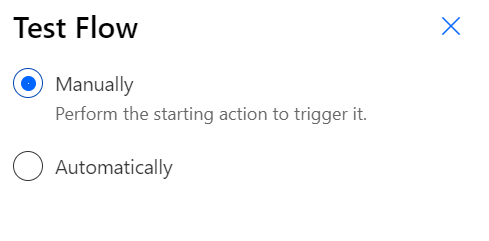 Test Flow
Manually
Perform the starting action to trigger it.
Automatically